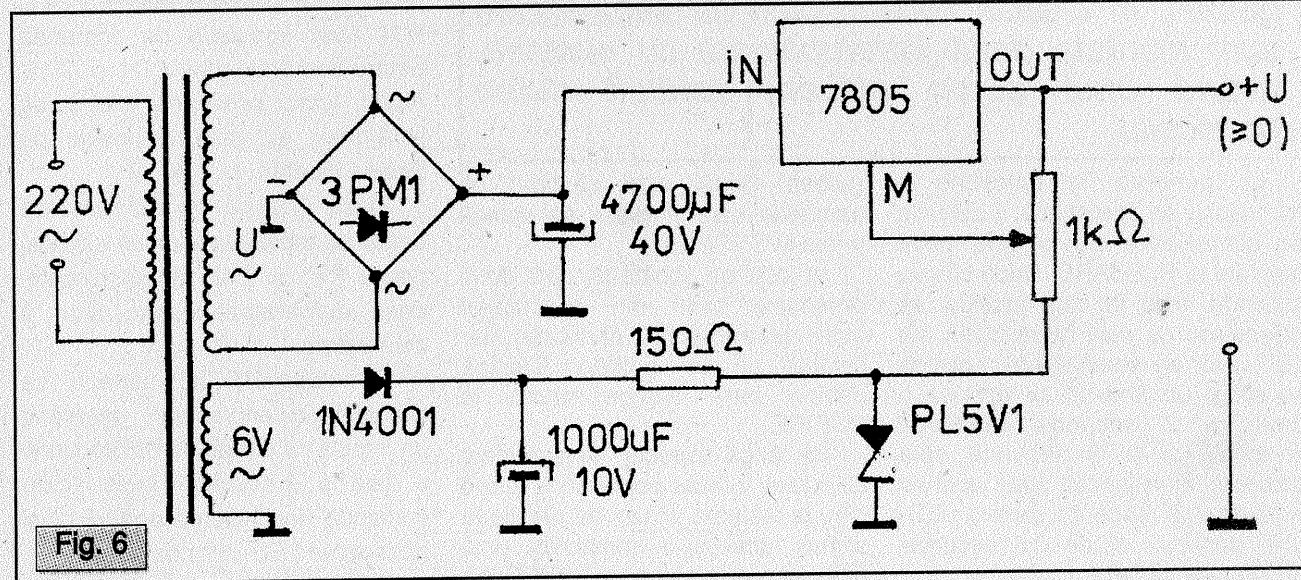 220V
~
~
U
~
-
3PM1
+
~
4700µF
40V
iN
7805
OUT
M
+U
(≥0)
1kΩ
150Ω
1N4001
6V
~
1000uF
10V
PL5V1
Fig. 6